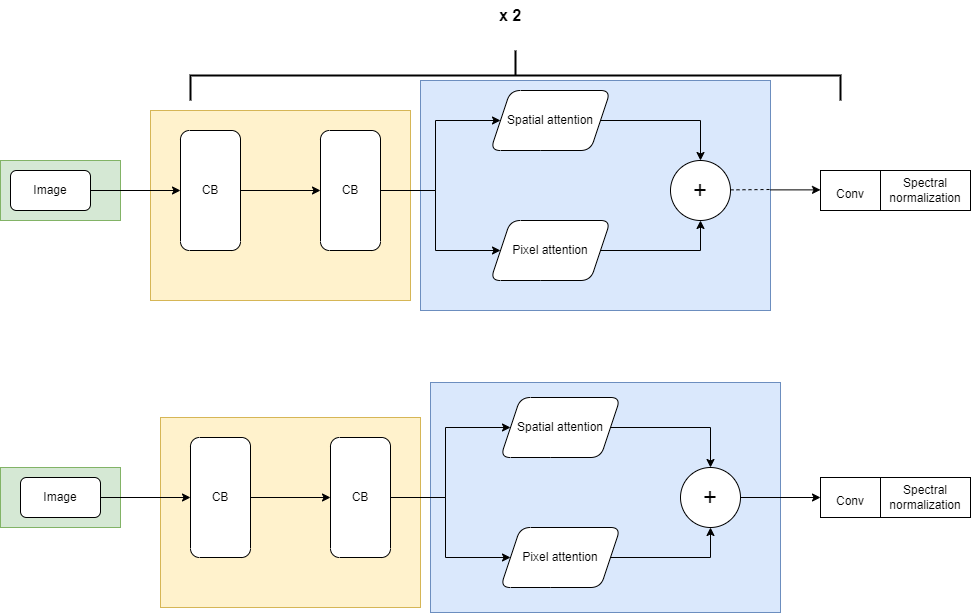 x 2
Image
CB
CB
Spatial attention
Pixel attention
+
Conv
Spectral
normalization
Image
CB
CB
Spatial attention
Pixel attention
+
Conv
Spectral
normalization